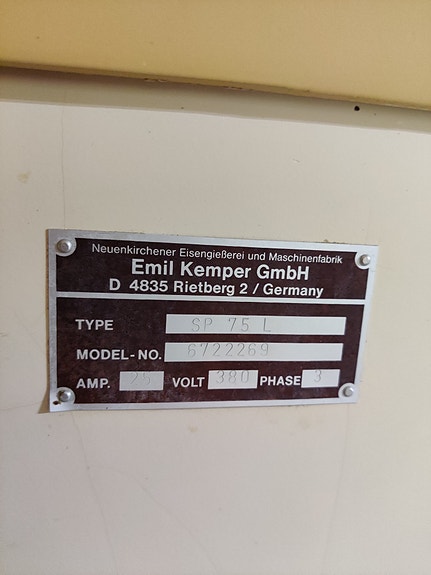 Neuenkirchener Eisengießerei und Maschinenfabrik
Emil Kemper GmbH
D 4835 Rietberg 2 / Germany
TYPE SP 75 L
MODEL-NO. 6722269
AMP. 25 VOLT 380 PHASE 3